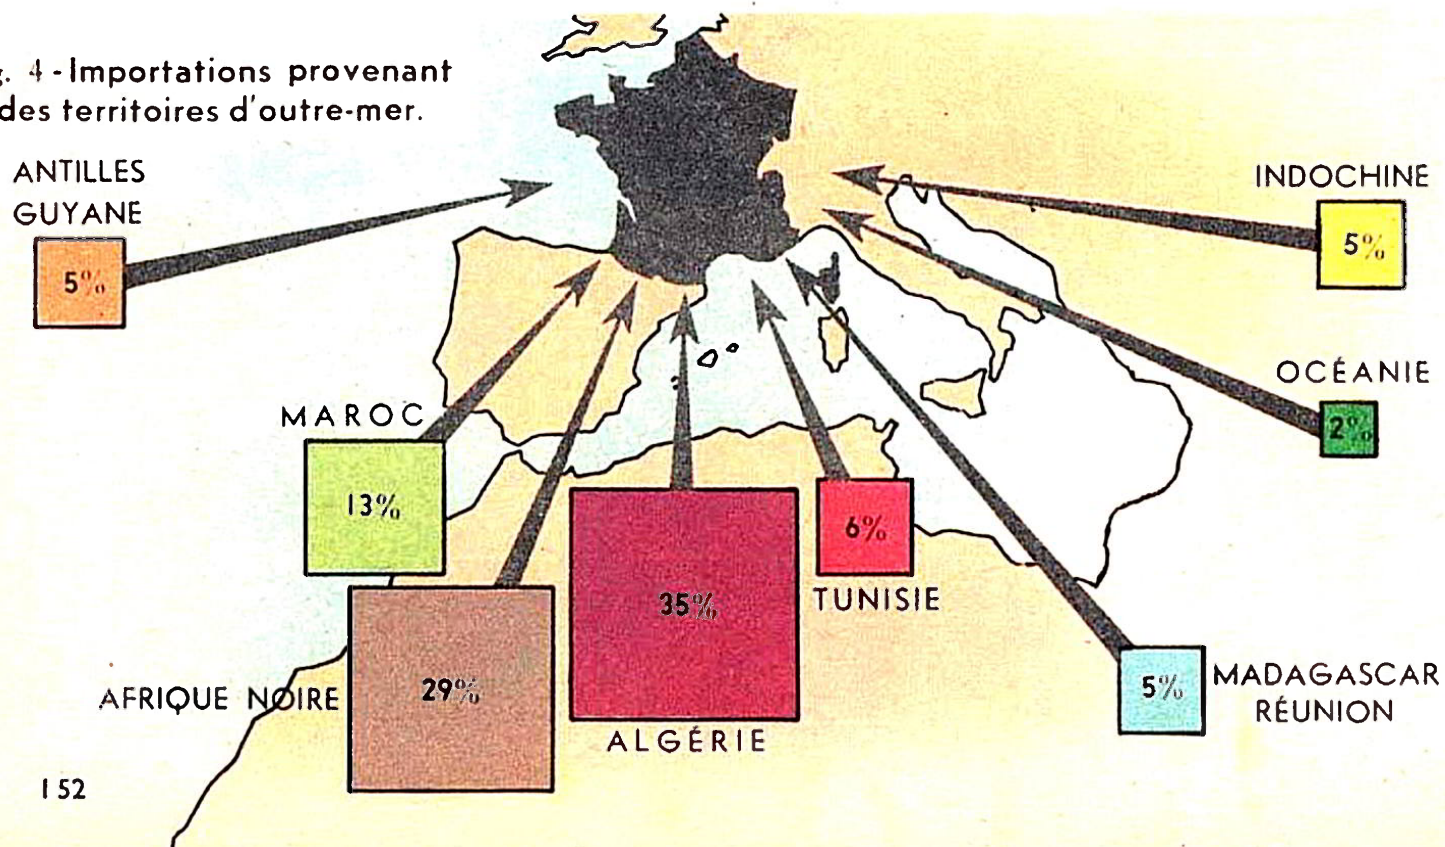 . 4 - Importations provenant
des territoires d'outre-mer.
ANTILLES
GUYANE
5%
INDOCHINE
5%
OCÉANIE
2%
MAROC
13%
AFRIQUE NOIRE
29%
35%
ALGÉRIE
6%
TUNISIE
5%
MADAGASCAR
RÉUNION
152